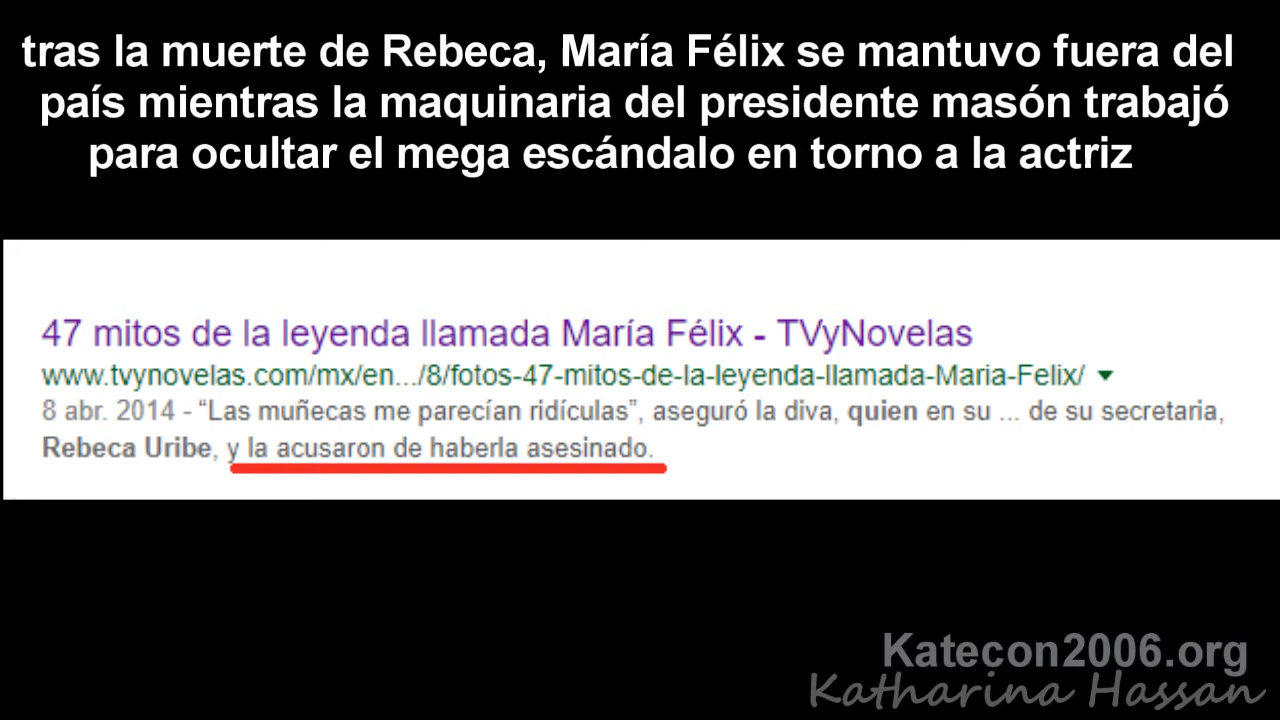 tras la muerte de Rebeca, María Félix se mantuvo fuera del
país mientras la maquinaria del presidente masón trabajó
para ocultar el mega escándalo en torno a la actriz
47 mitos de la leyenda llamada María Félix - TVyNovelas
www.tvynovelas.com/mx/en.../8/fotos-47-mitos-de-la-leyenda-llamada-Maria-Felix/
8 abr. 2014 - “Las muñecas me parecían ridículas”, aseguró la diva, quien en su ... de su secretaria,
Rebeca Uribe, y la acusaron de haberla asesinado.
Katecon2006.org
Katharina Hassan